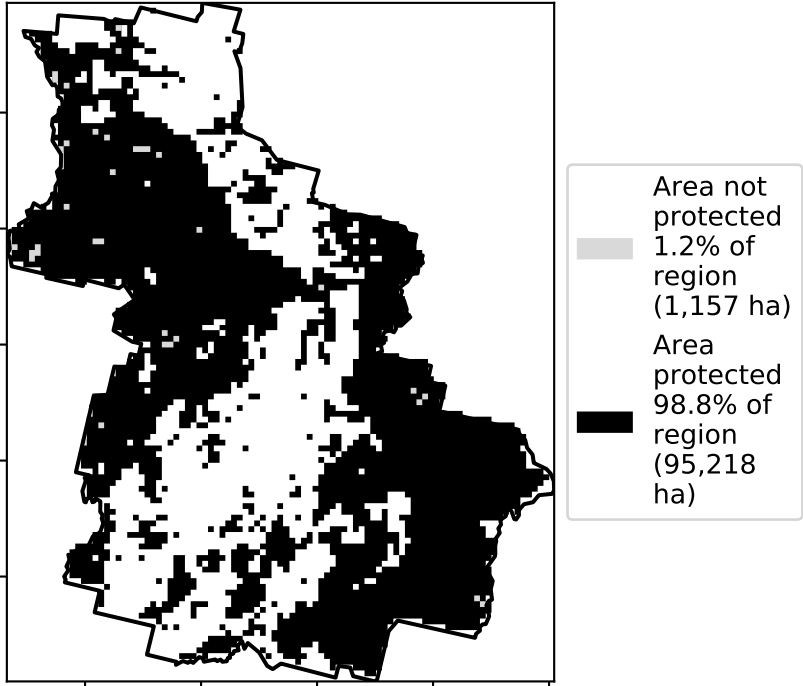 Area not
protected
1.2% of
region
(1,157 ha)
Area
protected
98.8% of
region
(95,218
ha)